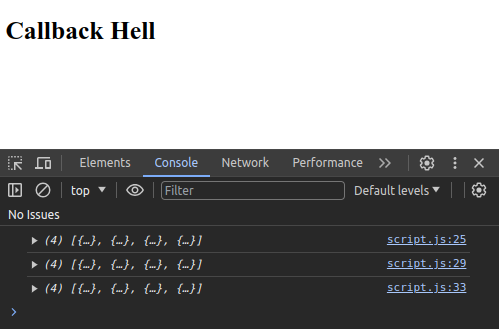 Callback Hell
Elements Console Network Performance
top Filter Default levels
No Issues
(4) [{…}, {…}, {…}, {…}] script.js:25
(4) [{…}, {…}, {…}, {…}] script.js:29
(4) [{…}, {…}, {…}, {…}] script.js:33